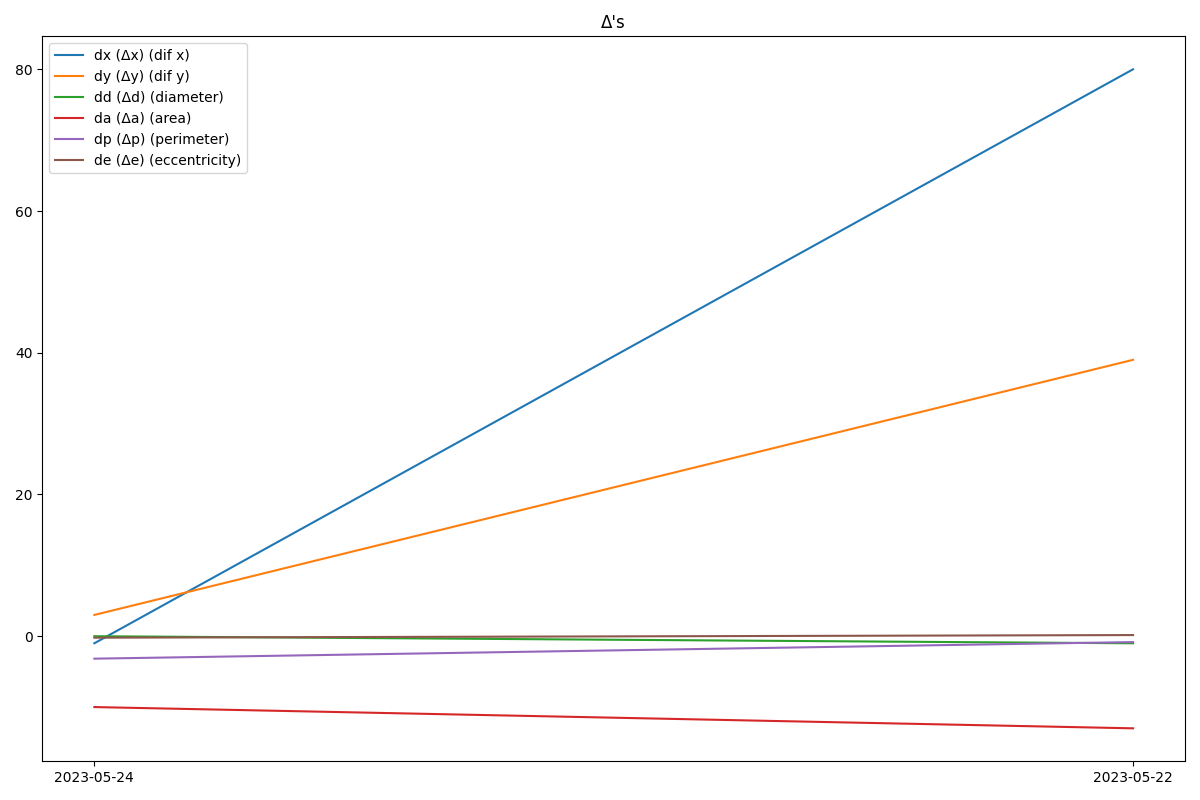 Δ's
dx (Δx) (dif x)
dy (Δy) (dif y)
dd (Δd) (diameter)
da (Δa) (area)
dp (Δp) (perimeter)
de (Δe) (eccentricity)
80
60
40
20
0
2023-05-24 2023-05-22